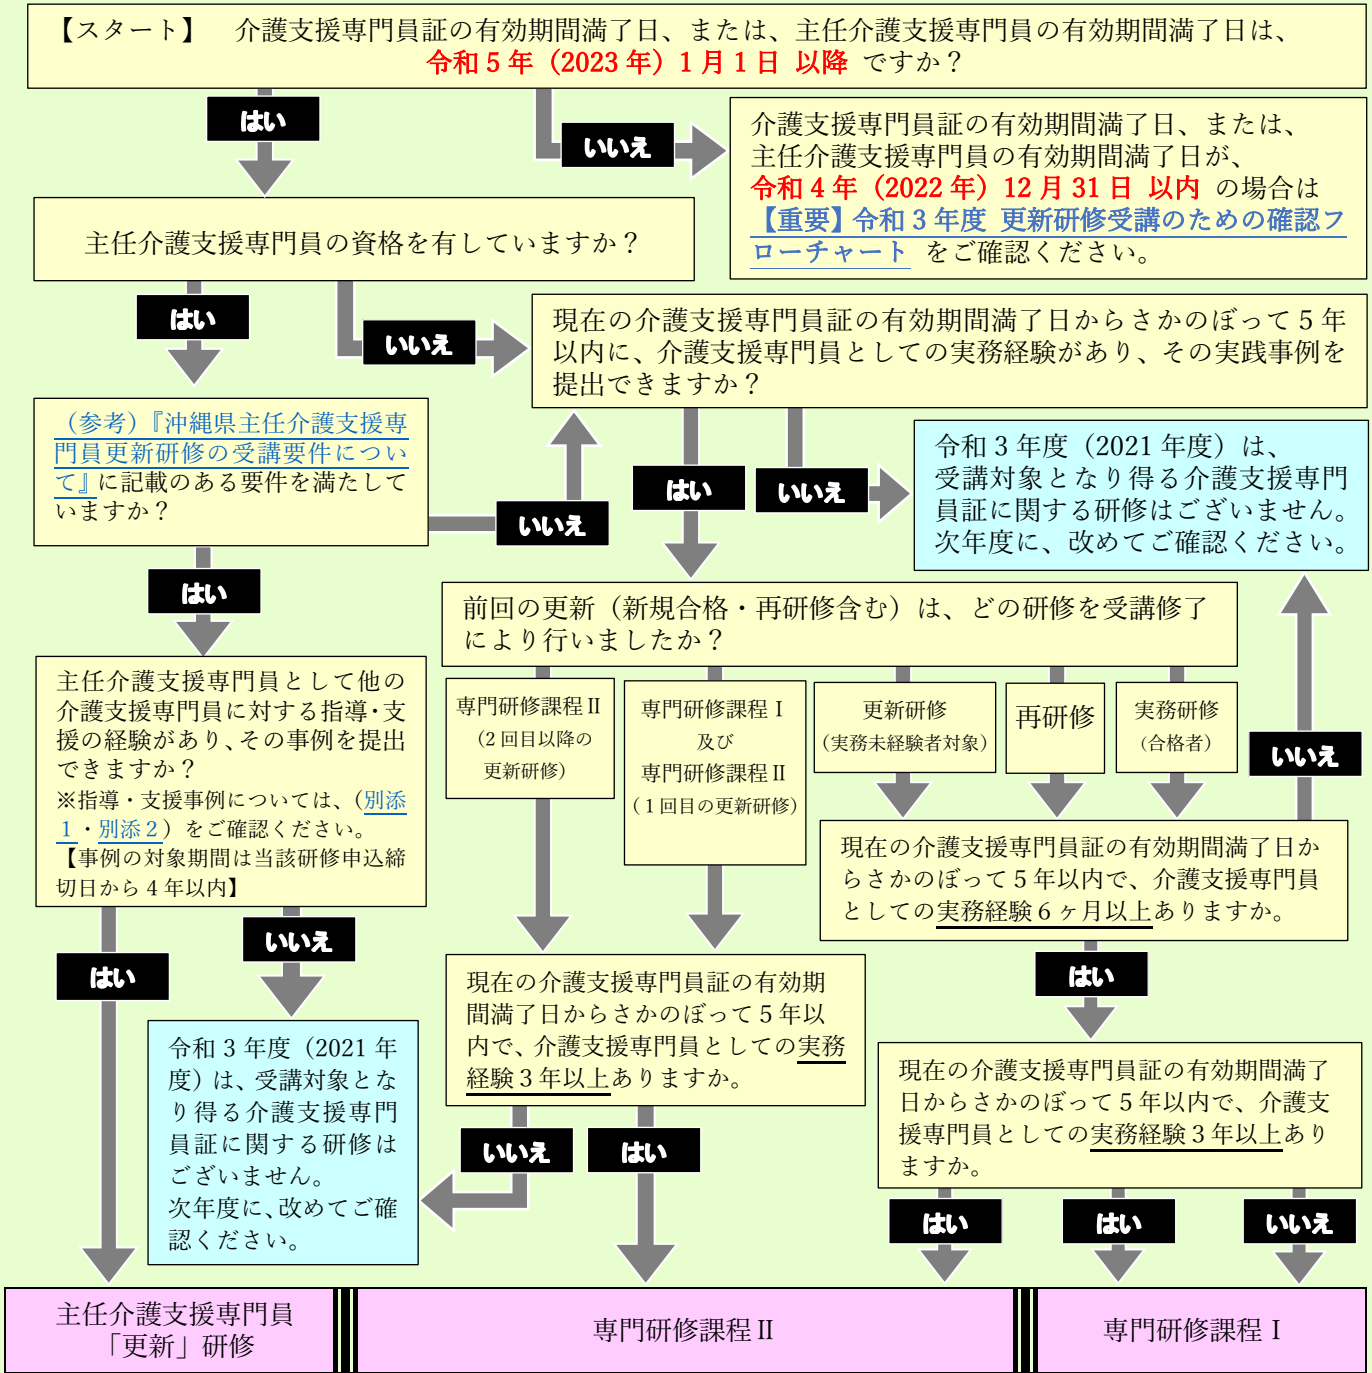 【スタート】　介護支援専門員証の有効期間満了日、または、主任介護支援専門員の有効期間満了日は、
令和５年（2023 年）1 月 1 日 以降 ですか？
はい
いいえ
介護支援専門員証の有効期間満了日、または、
主任介護支援専門員の有効期間満了日が、
令和４年（2022 年）12 月 31 日 以内 の場合は
【重要】令和３年度 更新研修受講のための確認フ
ローチャート をご確認ください。
主任介護支援専門員の資格を有していますか？
はい
いいえ
現在の介護支援専門員証の有効期間満了日からさかのぼって５年
以内に、介護支援専門員としての実務経験があり、その実践事例を
提出できますか？
（参考）『沖縄県主任介護支援専
門員更新研修の受講要件につい
て』に記載のある要件を満たして
いますか？
いいえ
はい
はい
いいえ
令和 3 年度（2021 年度）は、
受講対象となり得る介護支援専門
員証に関する研修はございません。
次年度に、改めてご確認ください。
前回の更新（新規合格・再研修含む）は、どの研修を受講修了
により行いましたか？
主任介護支援専門員として他の
介護支援専門員に対する指導・支
援の経験があり、その事例を提出
できますか？
※指導・支援事例については、（別添
１・別添２）をご確認ください。
【事例の対象期間は当該研修申込締
切日から 4 年以内】
専門研修課程Ⅱ
（2 回目以降の
更新研修）
専門研修課程Ⅰ
及び
専門研修課程Ⅱ
（１回目の更新研修）
更新研修
（実務未経験者対象）
再研修
実務研修
（合格者）
いいえ
現在の介護支援専門員証の有効期間満了日か
らさかのぼって５年以内で、介護支援専門員
としての実務経験６ヶ月以上ありますか。
はい
いいえ
はい
現在の介護支援専門員証の有効期
間満了日からさかのぼって５年以
内で、介護支援専門員としての実務
経験３年以上ありますか。
令和 3 年度（2021 年
度）は、受講対象とな
り得る介護支援専門
員証に関する研修は
ございません。
次年度に、改めてご確
認ください。
現在の介護支援専門員証の有効期間満了
日からさかのぼって５年以内で、介護支
援専門員としての実務経験３年以上あり
ますか。
いいえ
はい
はい
はい
いいえ
主任介護支援専門員
「更新」研修
専門研修課程Ⅱ
専門研修課程Ⅰ